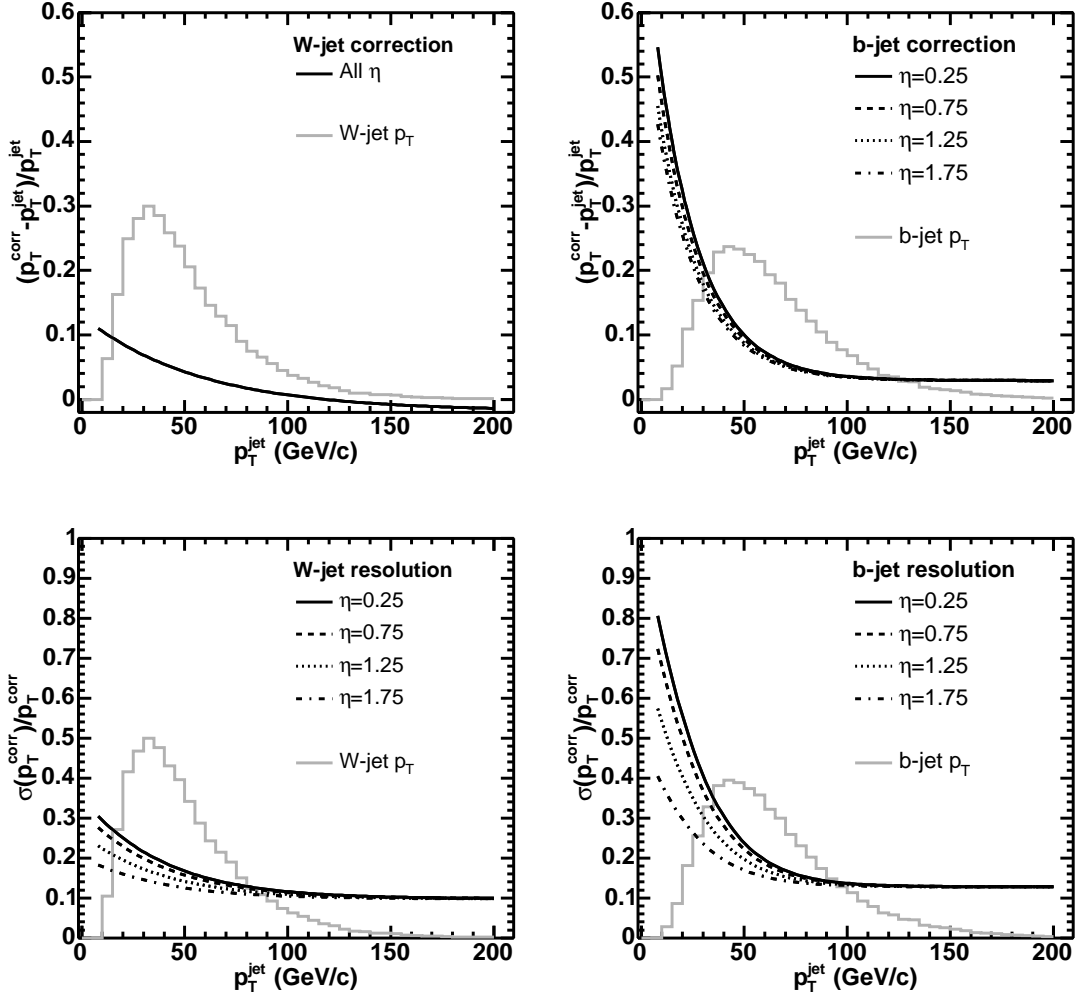 W-jet correction
All η
W-jet p_T
(p_T^corr - p_T^jet)/p_T^jet
0.6
0.5
0.4
0.3
0.2
0.1
0
0 50 100 150 200
p_T^jet (GeV/c)
b-jet correction
η=0.25
η=0.75
η=1.25
η=1.75
b-jet p_T
(p_T^corr - p_T^jet)/p_T^jet
0.6
0.5
0.4
0.3
0.2
0.1
0
0 50 100 150 200
p_T^jet (GeV/c)
W-jet resolution
η=0.25
η=0.75
η=1.25
η=1.75
W-jet p_T
σ(p_T^corr)/p_T^corr
1
0.9
0.8
0.7
0.6
0.5
0.4
0.3
0.2
0.1
0
0 50 100 150 200
p_T^jet (GeV/c)
b-jet resolution
η=0.25
η=0.75
η=1.25
η=1.75
b-jet p_T
σ(p_T^corr)/p_T^corr
1
0.9
0.8
0.7
0.6
0.5
0.4
0.3
0.2
0.1
0
0 50 100 150 200
p_T^jet (GeV/c)